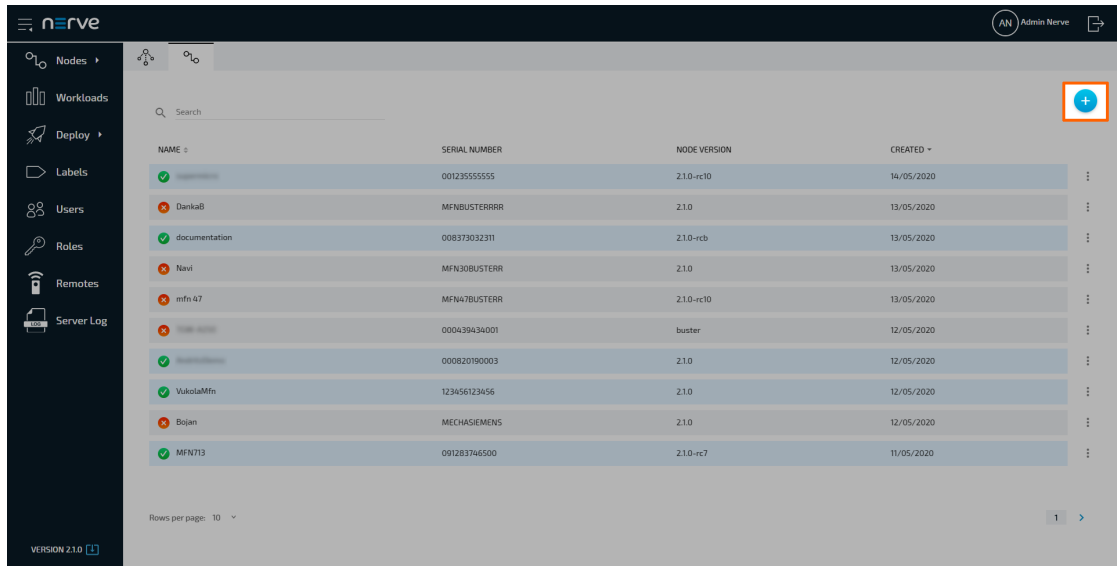 nerve
AN Admin Nerve
Nodes
Workloads
Deploy
Labels
Users
Roles
Remotes
LOG Server Log
VERSION 2.1.0
Search
NAME SERIAL NUMBER NODE VERSION CREATED
001235555555 2.1.0-rc10 14/05/2020
DankaB MFNBUSTERRRR 2.1.0 13/05/2020
documentation 008373032311 2.1.0-rcb 13/05/2020
Navi MFN30BUSTERR 2.1.0 13/05/2020
mfn 47 MFN47BUSTERR 2.1.0-rc10 13/05/2020
000439434001 buster 12/05/2020
000820190003 2.1.0 12/05/2020
VukolaMfn 123456123456 2.1.0 12/05/2020
Bojan MECHASIEMENS 2.1.0 12/05/2020
MFN713 091283746500 2.1.0-rc7 11/05/2020
Rows per page: 10
1